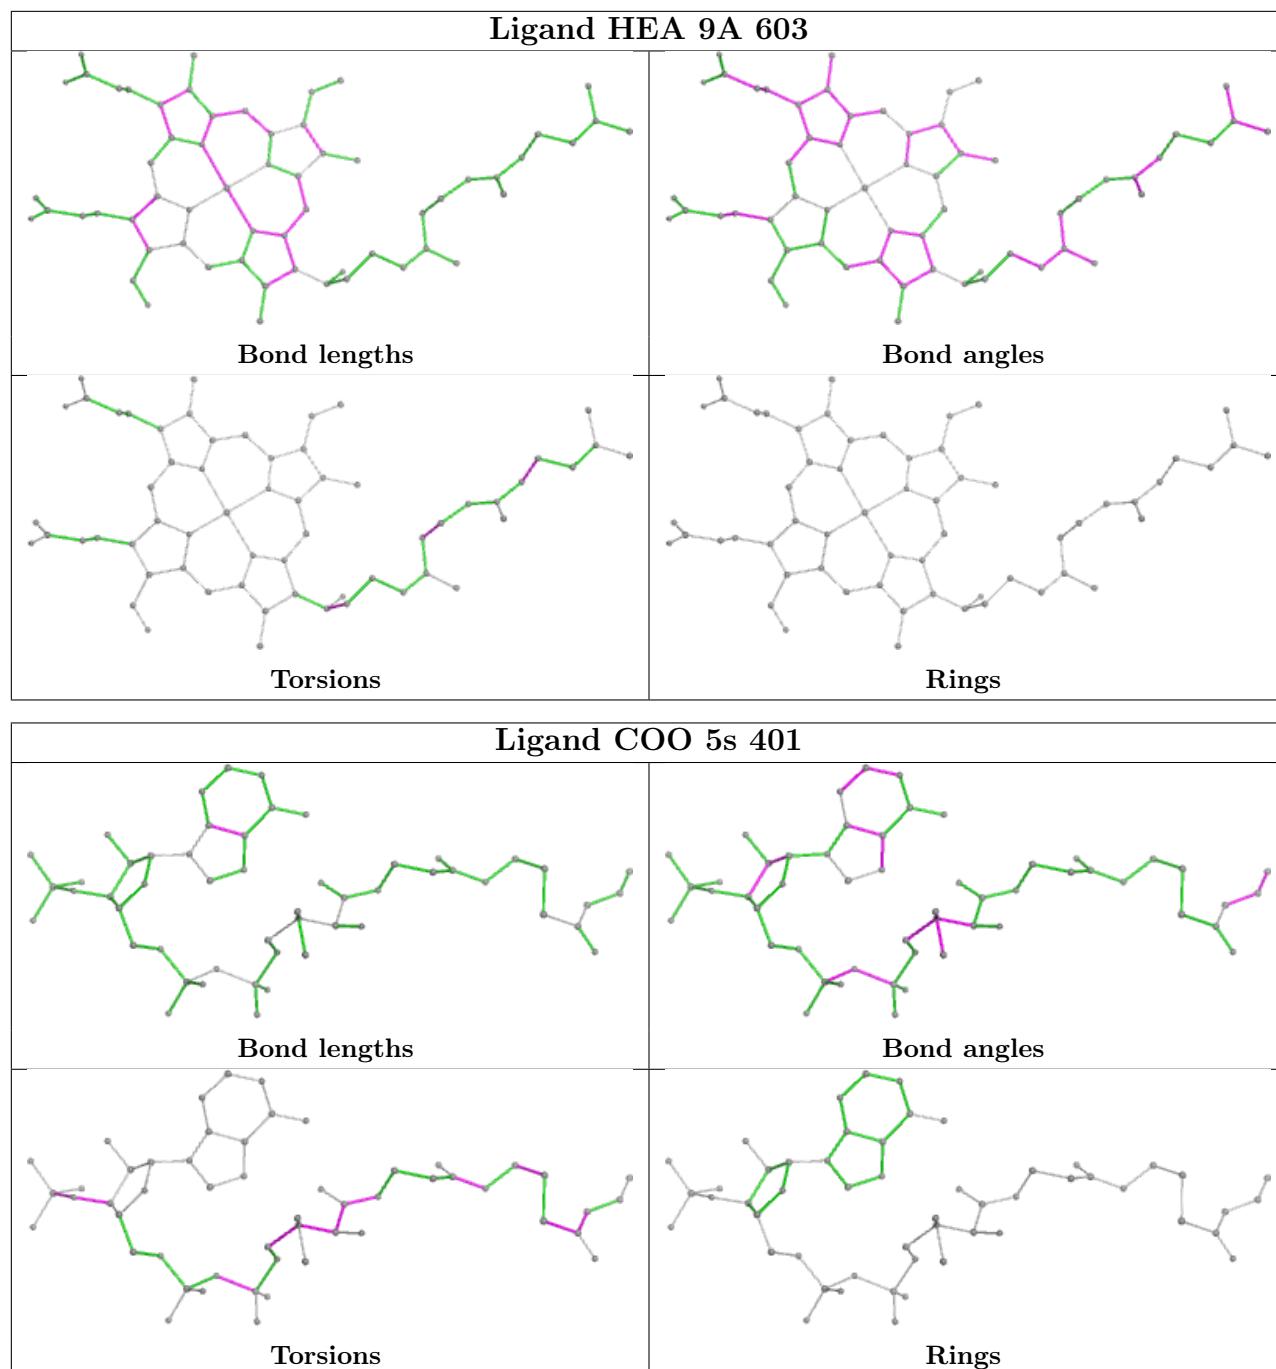 Ligand HEA 9A 603
Bond lengths
Bond angles
Torsions
Rings
Ligand COO 5s 401
Bond lengths
Bond angles
Torsions
Rings